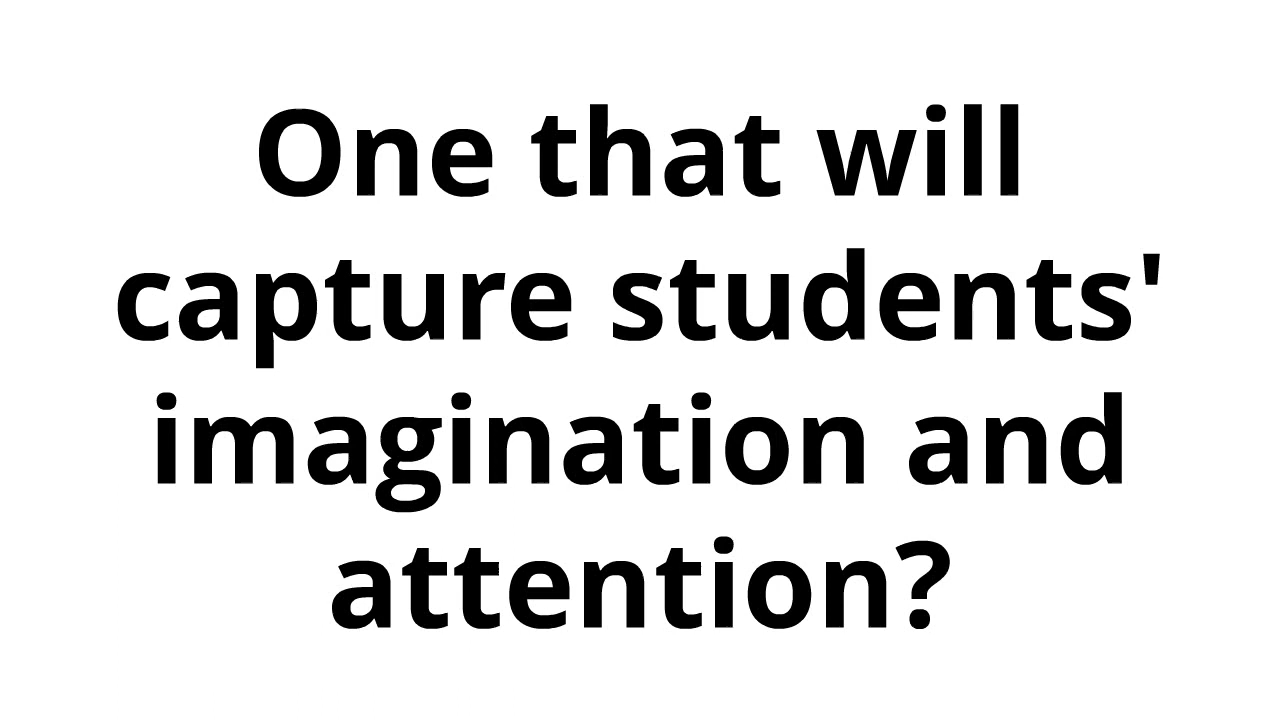 One that will
capture students'
imagination and
attention?